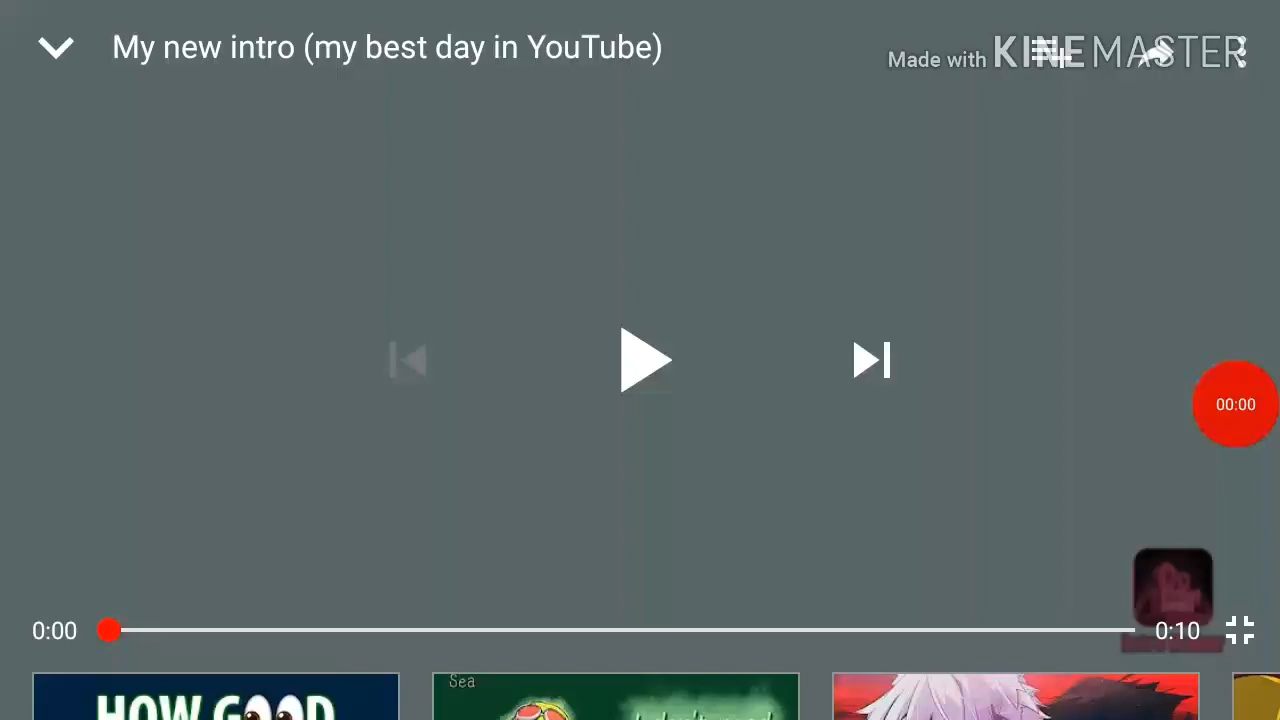 My new intro (my best day in YouTube)
Made with KINEMASTER
00:00
0:00
0:10
HOW GOOD
Sea